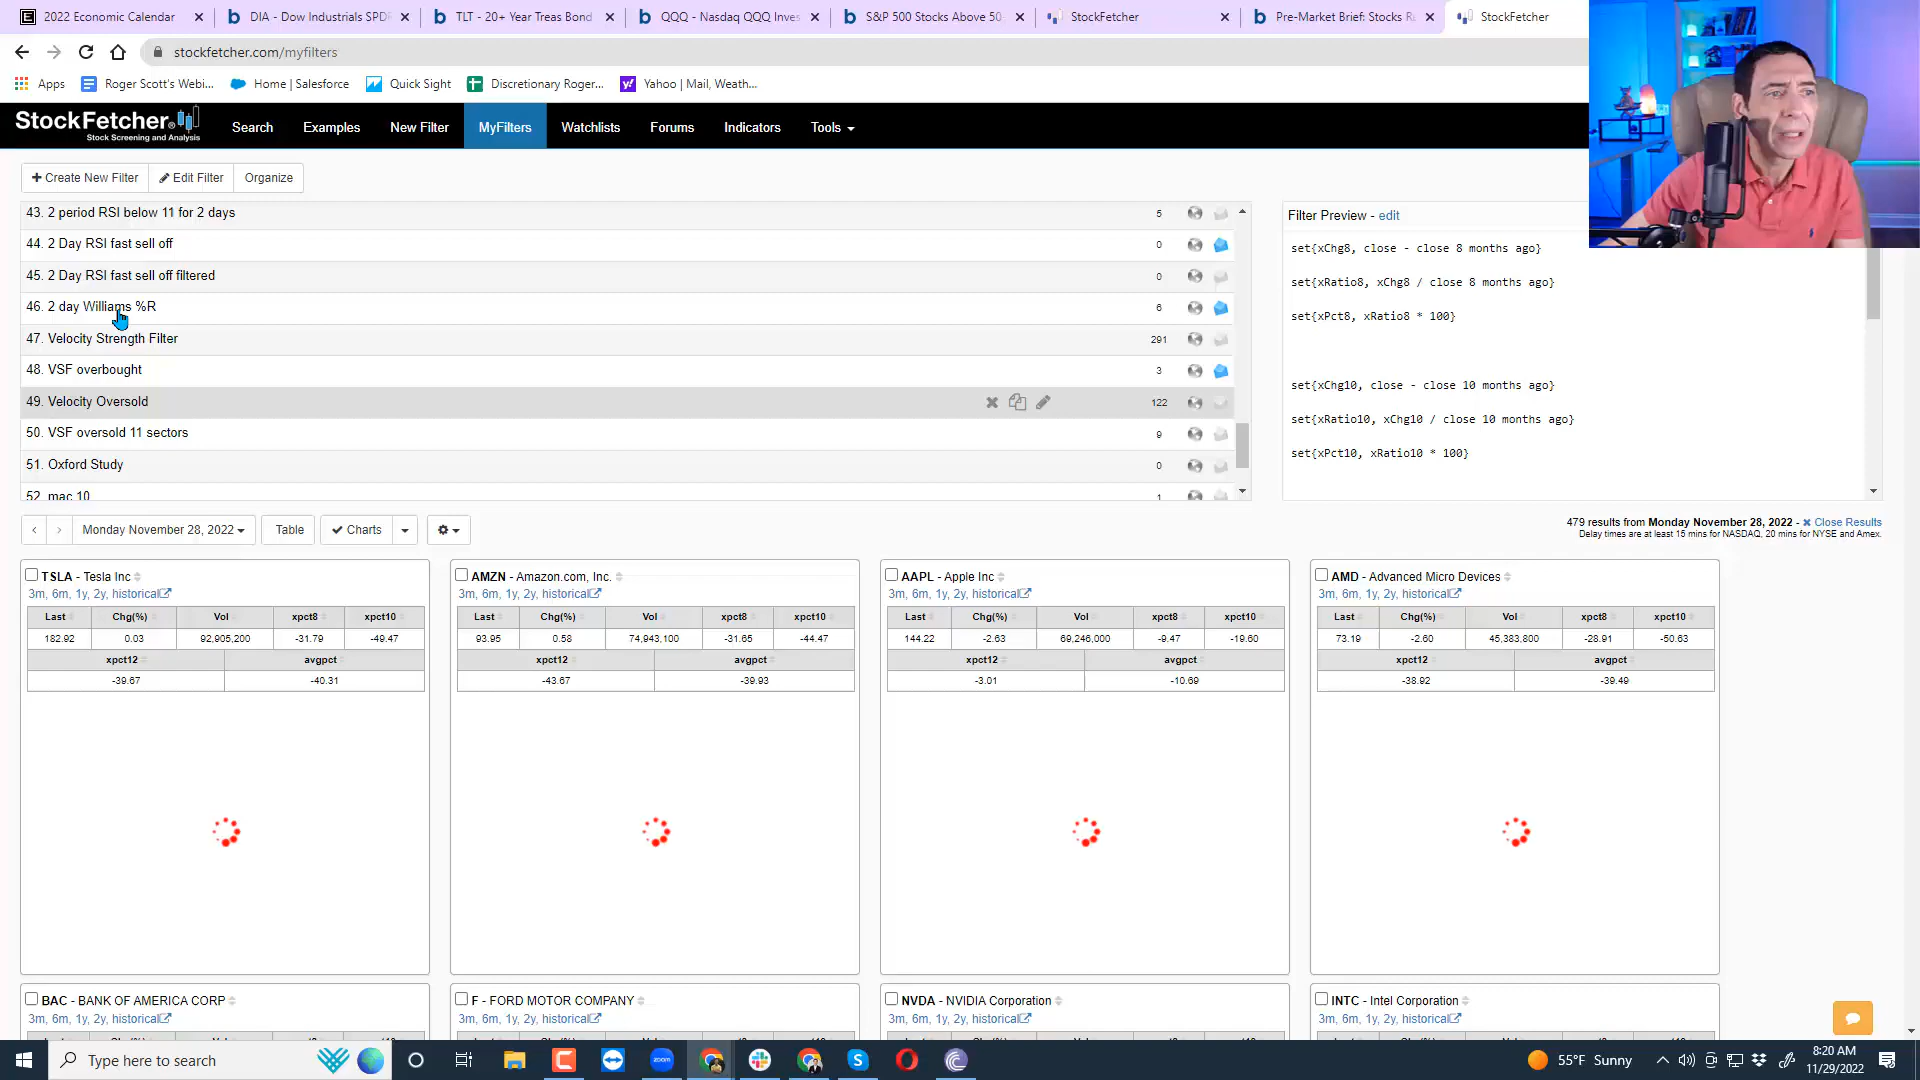 2022 Economic Calendar
DIA - Dow Industrials SPDR
TLT - 20+ Year Treas Bond
QQQ - Nasdaq QQQ Inves
S&P 500 Stocks Above 50-
StockFetcher
Pre-Market Brief: Stocks R
StockFetcher
stockfetcher.com/myfilters
Apps
Roger Scott's Webi...
Home | Salesforce
Quick Sight
Discretionary Roger...
Yahoo | Mail, Weath...
StockFetcher®
Stock Screening and Analysis
Search
Examples
New Filter
MyFilters
Watchlists
Forums
Indicators
Tools
Create New Filter
Edit Filter
Organize
43. 2 period RSI below 11 for 2 days 5
44. 2 Day RSI fast sell off 0
45. 2 Day RSI fast sell off filtered 0
46. 2 day Williams %R 6
47. Velocity Strength Filter 291
48. VSF overbought 3
49. Velocity Oversold 122
50. VSF oversold 11 sectors 9
51. Oxford Study 0
52. mac 10 1
Filter Preview - edit
set{xChg8, close - close 8 months ago}
set{xRatio8, xChg8 / close 8 months ago}
set{xPct8, xRatio8 * 100}
set{xChg10, close - close 10 months ago}
set{xRatio10, xChg10 / close 10 months ago}
set{xPct10, xRatio10 * 100}
Monday November 28, 2022
Table
Charts
479 results from Monday November 28, 2022 - Close Results
Delay times are at least 15 mins for NASDAQ, 20 mins for NYSE and Amex.
TSLA - Tesla Inc
3m, 6m, 1y, 2y, historical
Last Chg(%) Vol xpct8 xpct10
182.92 0.03 92,905,200 -31.79 -49.47
xpct12 avgpct
-39.67 -40.31
AMZN - Amazon.com, Inc.
3m, 6m, 1y, 2y, historical
Last Chg(%) Vol xpct8 xpct10
93.95 0.58 74,943,100 -31.65 -44.47
xpct12 avgpct
-43.67 -39.93
AAPL - Apple Inc
3m, 6m, 1y, 2y, historical
Last Chg(%) Vol xpct8 xpct10
144.22 -2.63 69,246,000 -9.47 -19.60
xpct12 avgpct
-3.01 -10.69
AMD - Advanced Micro Devices
3m, 6m, 1y, 2y, historical
Last Chg(%) Vol xpct8 xpct10
73.19 -2.60 45,383,800 -28.91 -50.63
xpct12 avgpct
-38.92 -39.49
BAC - BANK OF AMERICA CORP
3m, 6m, 1y, 2y, historical
F - FORD MOTOR COMPANY
3m, 6m, 1y, 2y, historical
NVDA - NVIDIA Corporation
3m, 6m, 1y, 2y, historical
INTC - Intel Corporation
3m, 6m, 1y, 2y, historical
Type here to search
zoom
55°F Sunny
8:20 AM
11/29/2022